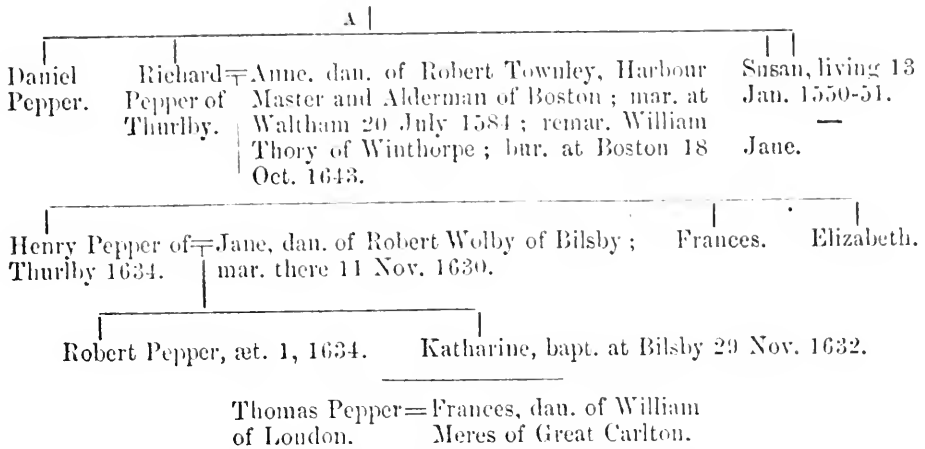 A
Daniel
Pepper.
Richard = Anne, dau. of Robert Townley, Harbour
Pepper of Master and Alderman of Boston ; mar. at
Thurlby. Waltham 20 July 1584 ; remar. William
Thory of Winthorpe ; bur. at Boston 18
Oct. 1643.
Susan, living 13
Jan. 1550-51.
—
Jane.
Henry Pepper of = Jane, dau. of Robert Wolby of Bilsby ;
Thurlby 1634. mar. there 11 Nov. 1630.
Frances.
Elizabeth.
Robert Pepper, æt. 1, 1634.
Katharine, bapt. at Bilsby 29 Nov. 1632.
Thomas Pepper = Frances, dau. of William
of London. Meres of Great Carlton.